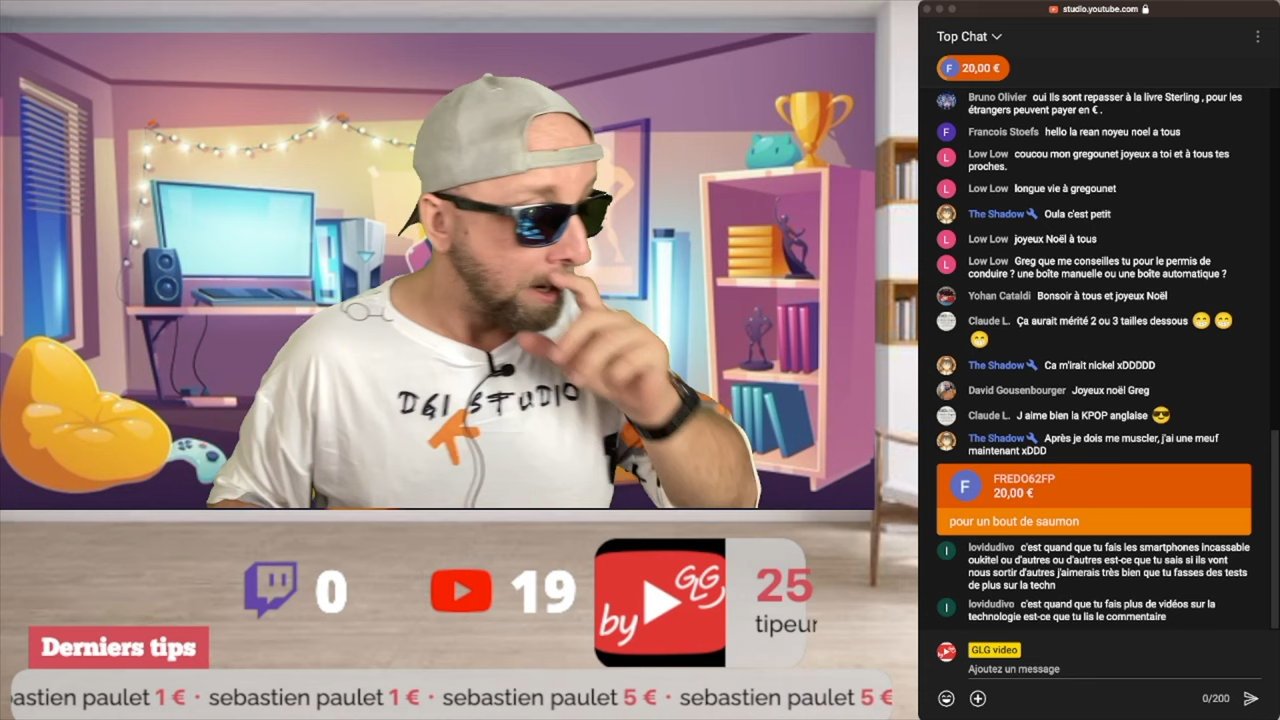 studio.youtube.com
Top Chat
F 20,00 €
Bruno Olivier oui Ils sont repasser à la livre Sterling , pour les
étrangers peuvent payer en € .
F Francois Stoefs hello la rean noyeu noel a tous
L Low Low coucou mon gregounet joyeux a toi et à tous tes
proches.
L Low Low longue vie à gregounet
The Shadow Oula c'est petit
L Low Low joyeux Noël à tous
L Low Low Greg que me conseilles tu pour le permis de
conduire ? une boîte manuelle ou une boîte automatique ?
Yohan Cataldi Bonsoir à tous et joyeux Noël
Claude L. Ça aurait mérité 2 ou 3 tailles dessous 😁 😁
😁
The Shadow Ca m'irait nickel xDDDDD
David Gousenbourger Joyeux noël Greg
Claude L. J aime bien la KPOP anglaise 😎
The Shadow Après je dois me muscler, j'ai une meuf
maintenant xDDD
F FREDO62FP
20,00 €
pour un bout de saumon
I lovidudivo c'est quand que tu fais les smartphones incassable
oukitel ou d'autres ou d'autres est-ce que tu sais si ils vont
nous sortir d'autres j'aimerais très bien que tu fasses des tests
de plus sur la techn
I lovidudivo c'est quand que tu fais plus de vidéos sur la
technologie est-ce que tu lis le commentaire
GLG video
Ajoutez un message
0/200
DGI STUDIO
0
19
by GLG
25
tipeur
Derniers tips
astien paulet 1 € · sebastien paulet 1 € · sebastien paulet 5 € · sebastien paulet 5 €